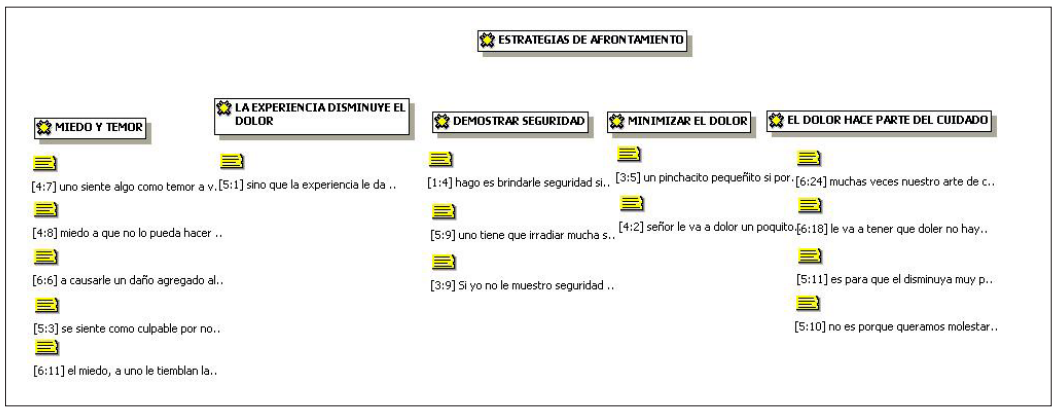 ESTRATEGIAS DE AFRONTAMIENTO
MIEDO Y TEMOR
[4:7] uno siente algo como temor a v.
[4:8] miedo a que no lo pueda hacer ..
[6:6] a causarle un daño agregado al..
[5:3] se siente como culpable por no..
[6:11] el miedo, a uno le tiemblan la..
LA EXPERIENCIA DISMINUYE EL
DOLOR
[5:1] sino que la experiencia le da ..
DEMOSTRAR SEGURIDAD
[1:4] hago es brindarle seguridad si..
[5:9] uno tiene que irradiar mucha s..
[3:9] Si yo no le muestro seguridad ..
MINIMIZAR EL DOLOR
[3:5] un pinchacito pequeñito si por.
[4:2] señor le va a dolor un poquito.
EL DOLOR HACE PARTE DEL CUIDADO
[6:24] muchas veces nuestro arte de c..
[6:18] le va a tener que doler no hay..
[5:11] es para que el disminuya muy p..
[5:10] no es porque queramos molestar..